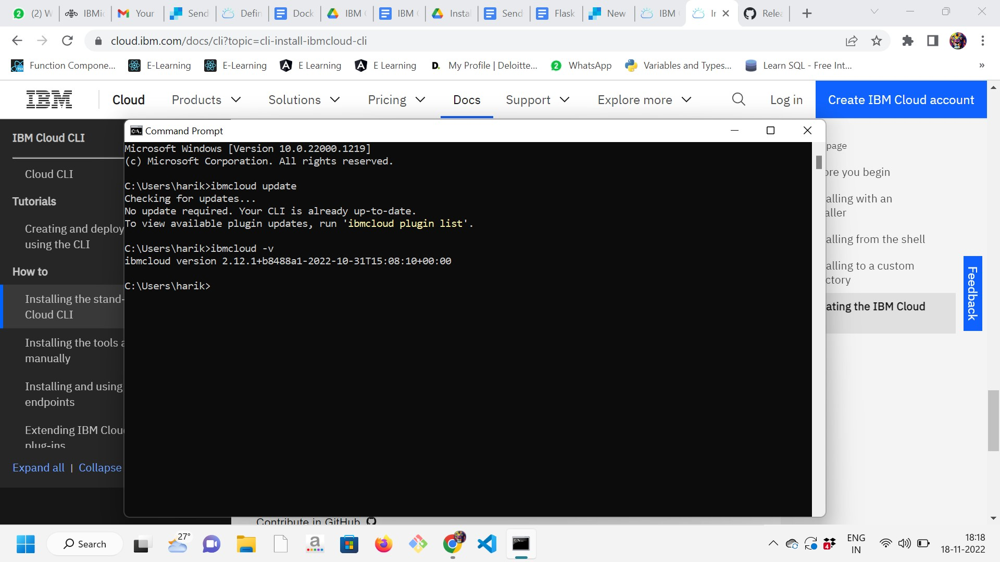 (2) W
IBMi
Your
Send
Defin
Dock
IBM
IBM
Instal
Send
Flask
New
IBM
Ir
Relea
cloud.ibm.com/docs/cli?topic=cli-install-ibmcloud-cli
Function Compone...
E-Learning
E-Learning
E Learning
E Learning
D. My Profile | Deloitte...
2 WhatsApp
Variables and Types...
Learn SQL - Free Int...
»
IBM
Cloud
Products
Solutions
Pricing
Docs
Support
Explore more
Log in
Create IBM Cloud account
IBM Cloud CLI
Cloud CLI
Tutorials
Creating and deploy
using the CLI
How to
Installing the stand-
Cloud CLI
Installing the tools a
manually
Installing and using
endpoints
Extending IBM Clou
plug-ins
Expand all | Collapse
Command Prompt
Microsoft Windows [Version 10.0.22000.1219]
(c) Microsoft Corporation. All rights reserved.
C:\Users\harik>ibmcloud update
Checking for updates...
No update required. Your CLI is already up-to-date.
To view available plugin updates, run 'ibmcloud plugin list'.
C:\Users\harik>ibmcloud -v
ibmcloud version 2.12.1+b8488a1-2022-10-31T15:08:10+00:00
C:\Users\harik>
page
ore you begin
alling with an
aller
alling from the shell
alling to a custom
ctory
ating the IBM Cloud
Feedback
Contribute in GitHub
Search
27°
a
4
ENG
IN
18:18
18-11-2022